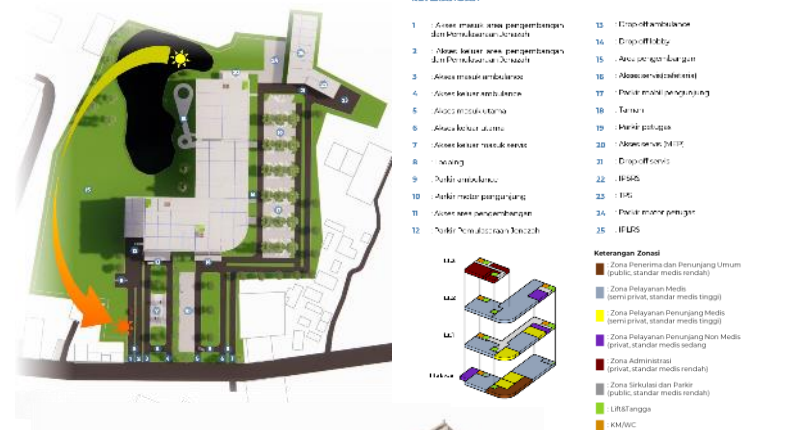 1 : Akses masuk area pengembangan
dan Pemulasaraan Jenazah
2 : Akses keluar area pengembangan
dan Pemulasaraan Jenazah
3 : Akses masuk ambulance
4 : Akses keluar ambulance
5 : Akses masuk utama
6 : Akses keluar utama
7 : Akses keluar masuk servis
8 :
9 : Parkir ambulance
10 : Parkir motor pengunjung
11 : Akses area pengembangan
12 : Parkir Pemulasaraan Jenazah
13 : Drop off ambulance
14 : Drop off lobby
15 : Area pengembangan
16 : Akses servis
17 : Parkir mobil pengunjung
18 : Taman
19 : Parkir petugas
20 : Akses servis (MEP)
21 : Drop off servis
22 : IPSRS
23 : TPS
24 : Parkir motor petugas
25 :
Keterangan Zonasi
: Zona Penerima dan Penunjang Umum
(public, standar medis rendah)
: Zona Pelayanan Medis
(semi privat, standar medis tinggi)
: Zona Pelayanan Penunjang Medis
(semi privat, standar medis tinggi)
: Zona Pelayanan Penunjang Non Medis
(privat, standar medis sedang
: Zona Administrasi
(privat, standar medis rendah)
: Zona Sirkulasi dan Parkir
(public, standar medis rendah)
: Lift&Tangga
: KM/WC